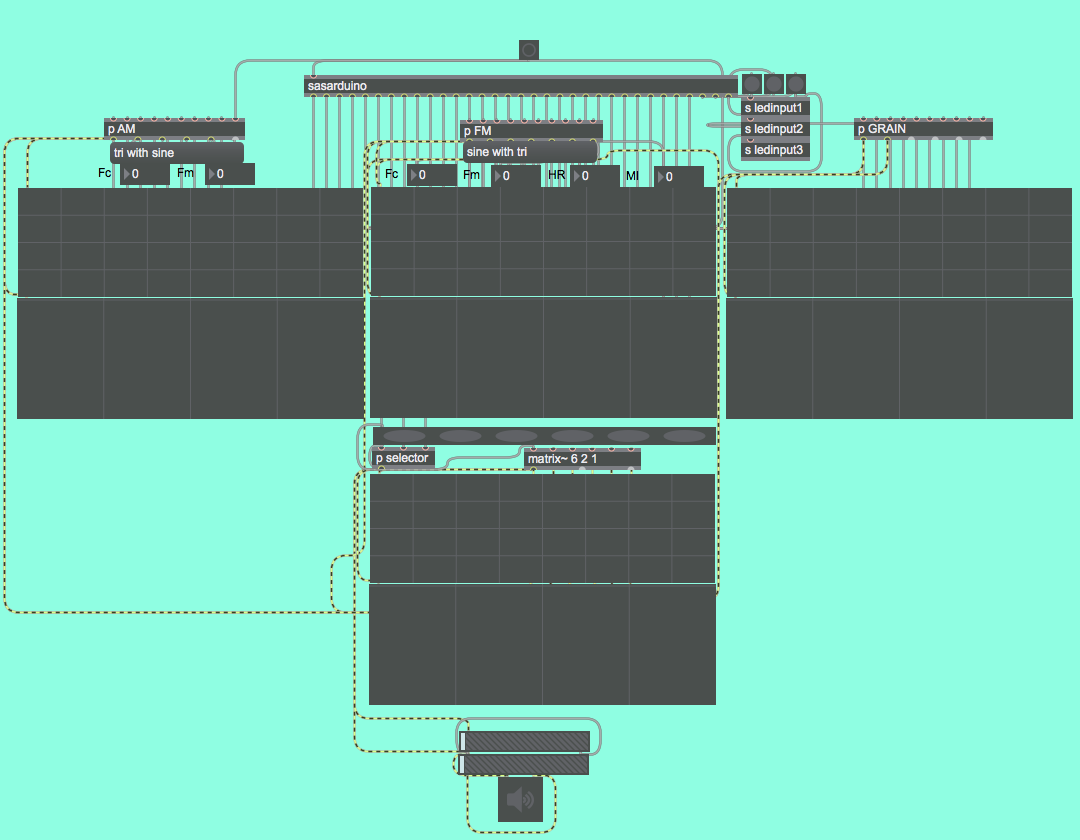 sasarduino
s ledinput1
s ledinput2
s ledinput3
p AM
p FM
p GRAIN
tri with sine
sine with tri
Fc 0 Fm 0
Fc 0 Fm 0 HR 0 MI 0
p selector
matrix~ 6 2 1